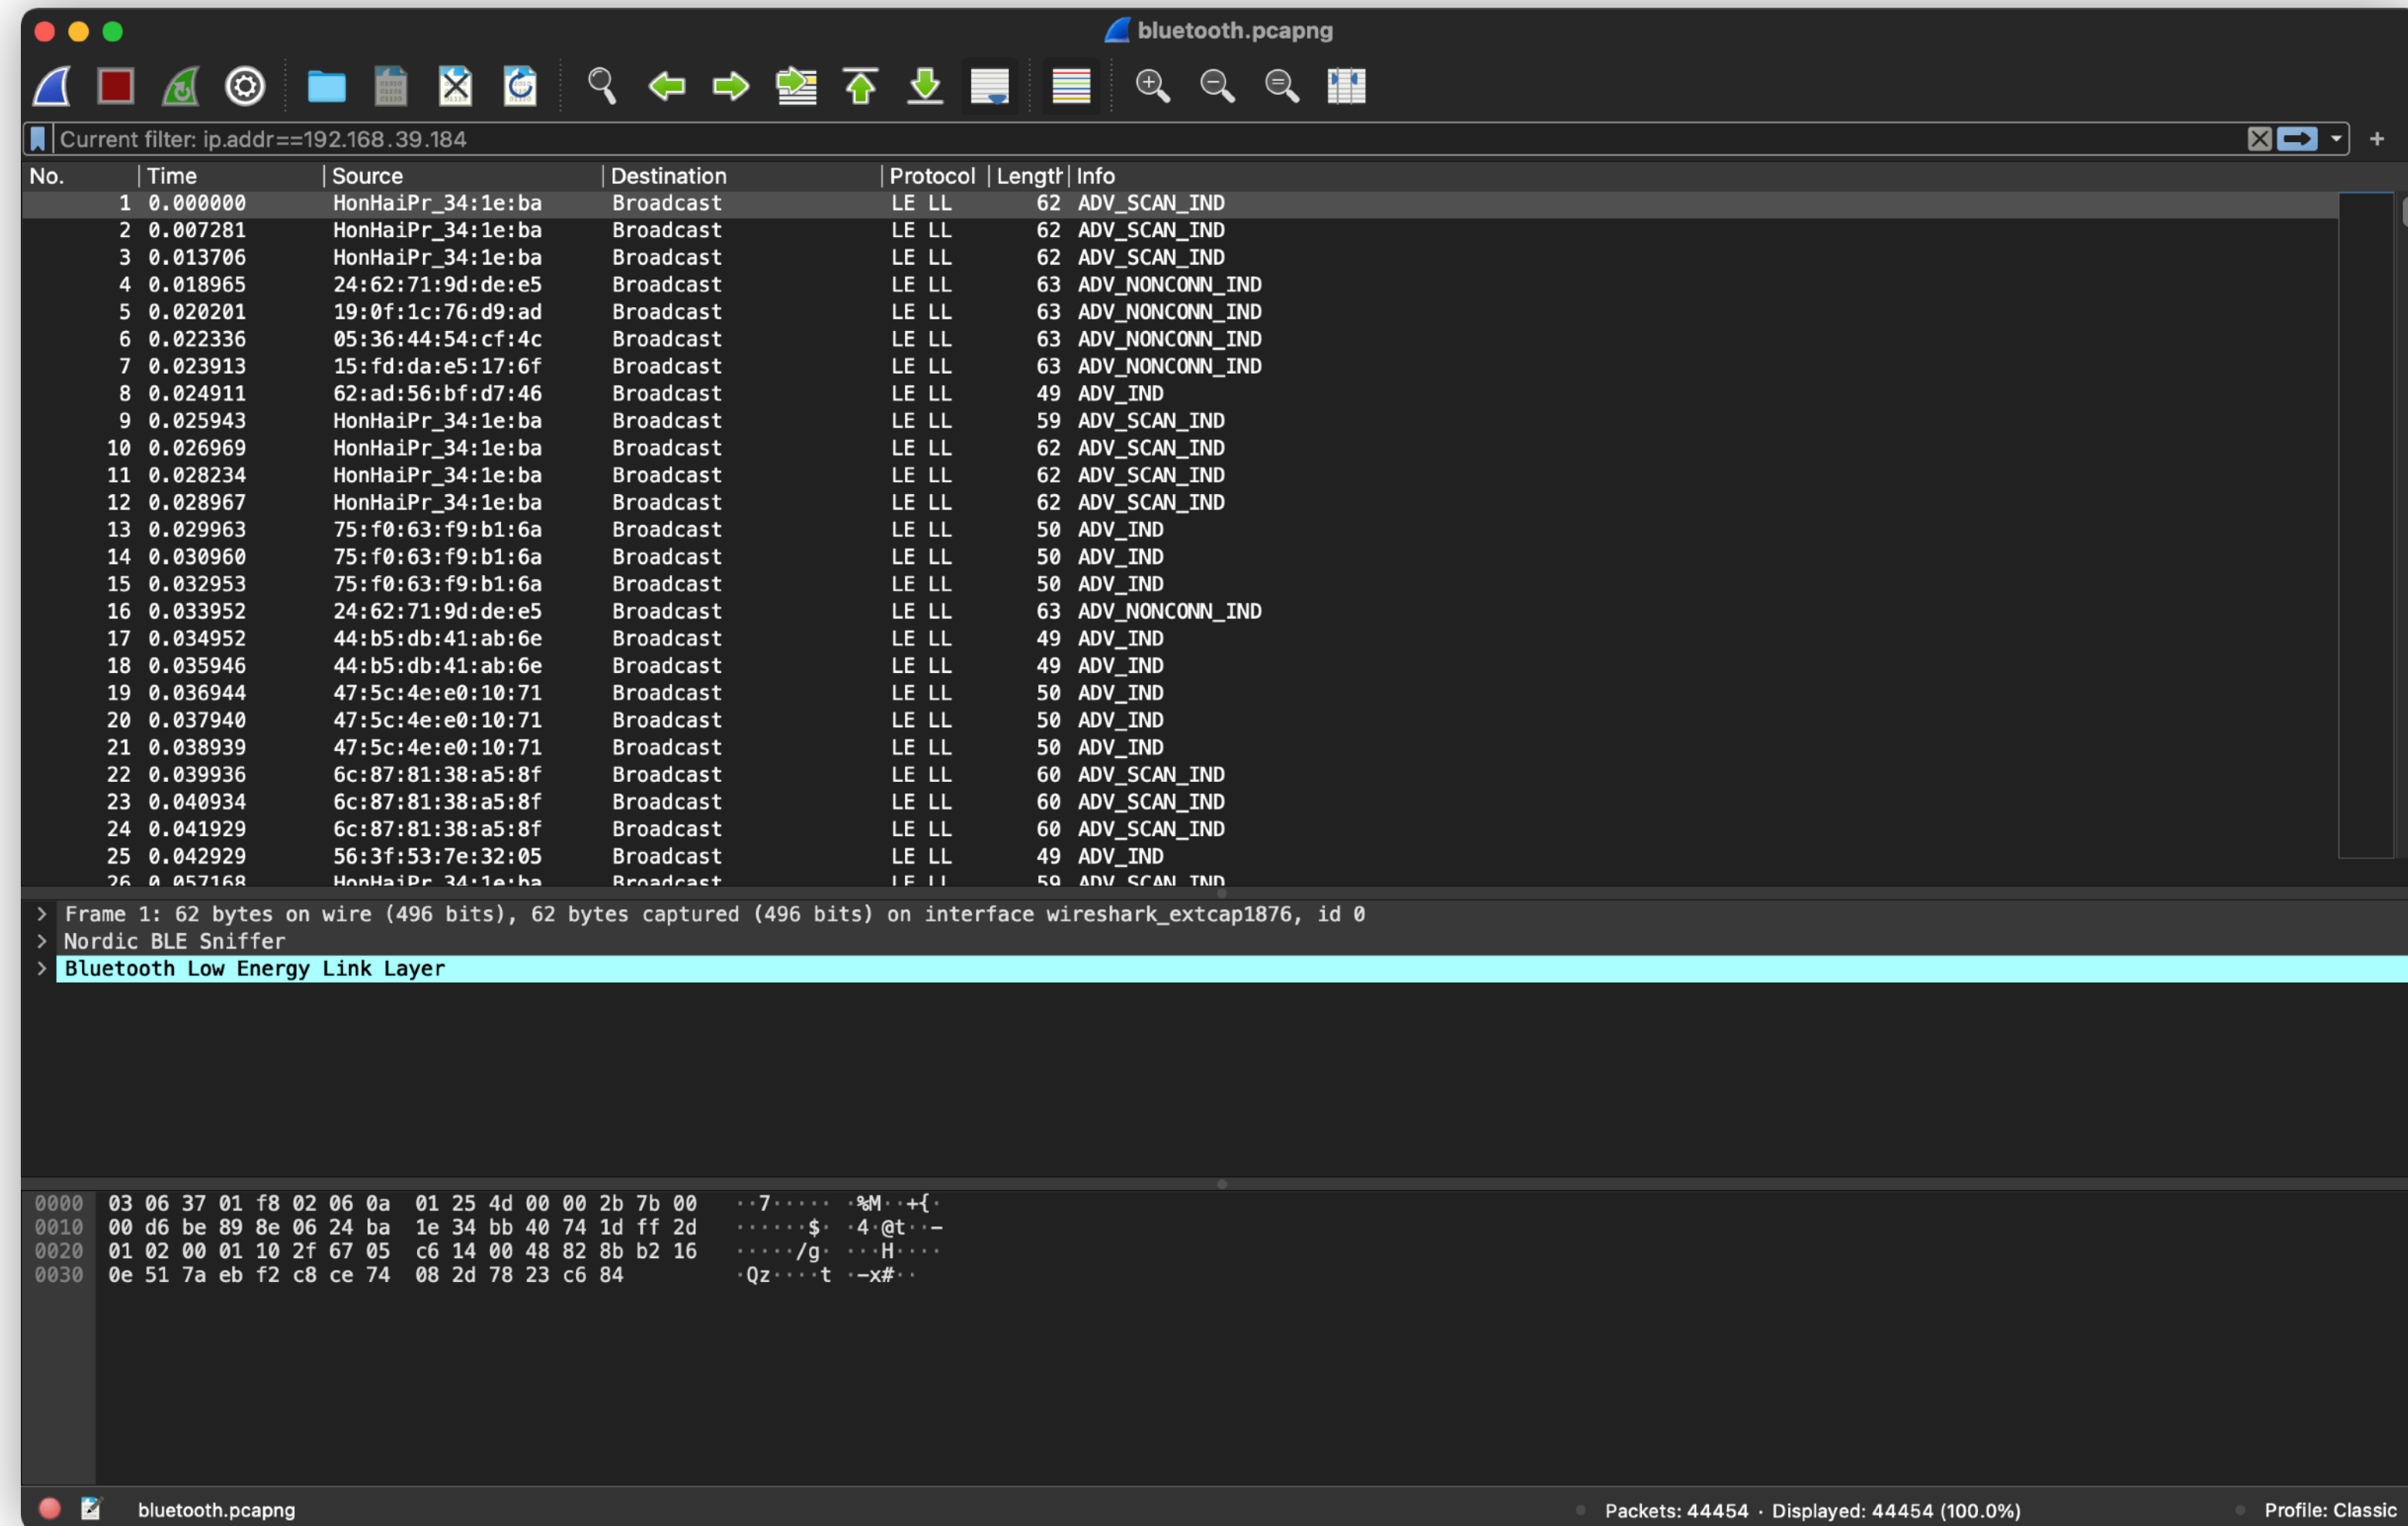 bluetooth.pcapng
Current filter: ip.addr==192.168.39.184
No. Time Source Destination Protocol Length Info
1 0.000000 HonHaiPr_34:1e:ba Broadcast LE LL 62 ADV_SCAN_IND
2 0.007281 HonHaiPr_34:1e:ba Broadcast LE LL 62 ADV_SCAN_IND
3 0.013706 HonHaiPr_34:1e:ba Broadcast LE LL 62 ADV_SCAN_IND
4 0.018965 24:62:71:9d:de:e5 Broadcast LE LL 63 ADV_NONCONN_IND
5 0.020201 19:0f:1c:76:d9:ad Broadcast LE LL 63 ADV_NONCONN_IND
6 0.022336 05:36:44:54:cf:4c Broadcast LE LL 63 ADV_NONCONN_IND
7 0.023913 15:fd:da:e5:17:6f Broadcast LE LL 63 ADV_NONCONN_IND
8 0.024911 62:ad:56:bf:d7:46 Broadcast LE LL 49 ADV_IND
9 0.025943 HonHaiPr_34:1e:ba Broadcast LE LL 59 ADV_SCAN_IND
10 0.026969 HonHaiPr_34:1e:ba Broadcast LE LL 62 ADV_SCAN_IND
11 0.028234 HonHaiPr_34:1e:ba Broadcast LE LL 62 ADV_SCAN_IND
12 0.028967 HonHaiPr_34:1e:ba Broadcast LE LL 62 ADV_SCAN_IND
13 0.029963 75:f0:63:f9:b1:6a Broadcast LE LL 50 ADV_IND
14 0.030960 75:f0:63:f9:b1:6a Broadcast LE LL 50 ADV_IND
15 0.032953 75:f0:63:f9:b1:6a Broadcast LE LL 50 ADV_IND
16 0.033952 24:62:71:9d:de:e5 Broadcast LE LL 63 ADV_NONCONN_IND
17 0.034952 44:b5:db:41:ab:6e Broadcast LE LL 49 ADV_IND
18 0.035946 44:b5:db:41:ab:6e Broadcast LE LL 49 ADV_IND
19 0.036944 47:5c:4e:e0:10:71 Broadcast LE LL 50 ADV_IND
20 0.037940 47:5c:4e:e0:10:71 Broadcast LE LL 50 ADV_IND
21 0.038939 47:5c:4e:e0:10:71 Broadcast LE LL 50 ADV_IND
22 0.039936 6c:87:81:38:a5:8f Broadcast LE LL 60 ADV_SCAN_IND
23 0.040934 6c:87:81:38:a5:8f Broadcast LE LL 60 ADV_SCAN_IND
24 0.041929 6c:87:81:38:a5:8f Broadcast LE LL 60 ADV_SCAN_IND
25 0.042929 56:3f:53:7e:32:05 Broadcast LE LL 49 ADV_IND
26 0.057168 HonHaiPr_34:1e:ba Broadcast LE LL 59 ADV_SCAN_IND
> Frame 1: 62 bytes on wire (496 bits), 62 bytes captured (496 bits) on interface wireshark_extcap1876, id 0
> Nordic BLE Sniffer
> Bluetooth Low Energy Link Layer
0000 03 06 37 01 f8 02 06 0a 01 25 4d 00 00 2b 7b 00 ··7····· ·%M··+{·
0010 00 d6 be 89 8e 06 24 ba 1e 34 bb 40 74 1d ff 2d ······$· ·4·@t··-
0020 01 02 00 01 10 2f 67 05 c6 14 00 48 82 8b b2 16 ·····/g· ···H····
0030 0e 51 7a eb f2 c8 ce 74 08 2d 78 23 c6 84 ·Qz····t ·-x#··
bluetooth.pcapng Packets: 44454 · Displayed: 44454 (100.0%) Profile: Classic